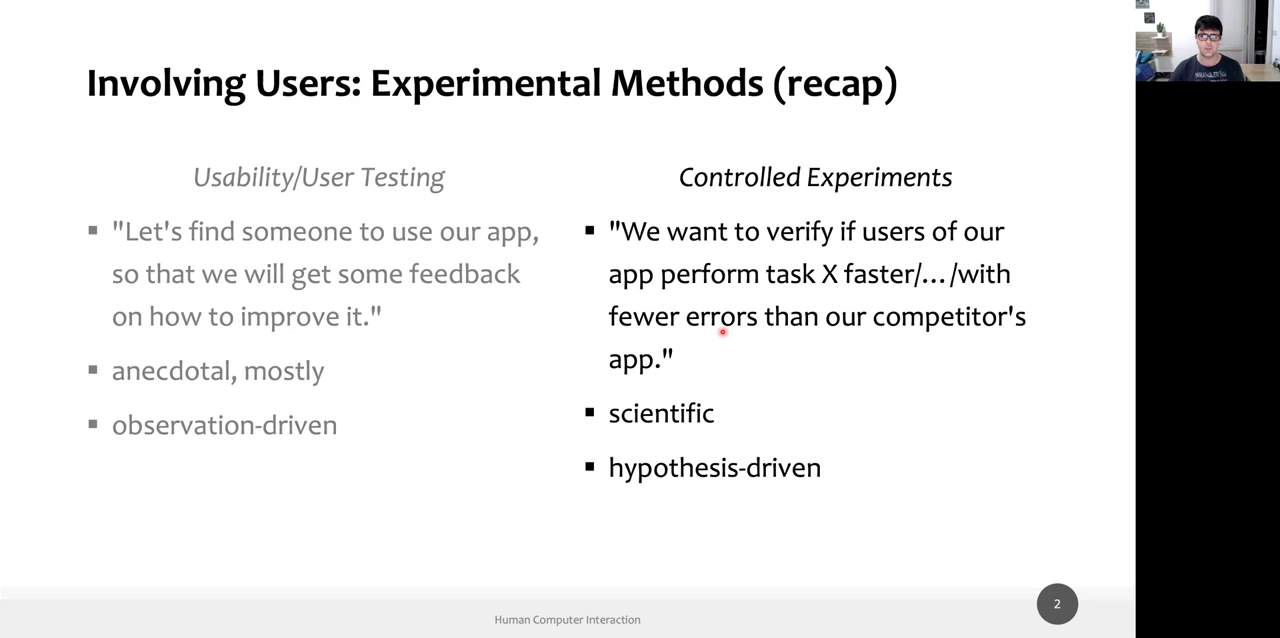 Involving Users: Experimental Methods (recap)
Usability/User Testing
▪ "Let's find someone to use our app,
so that we will get some feedback
on how to improve it."
▪ anecdotal, mostly
▪ observation-driven
Controlled Experiments
▪ "We want to verify if users of our
app perform task X faster/…/with
fewer errors than our competitor's
app."
▪ scientific
▪ hypothesis-driven
Human Computer Interaction
2